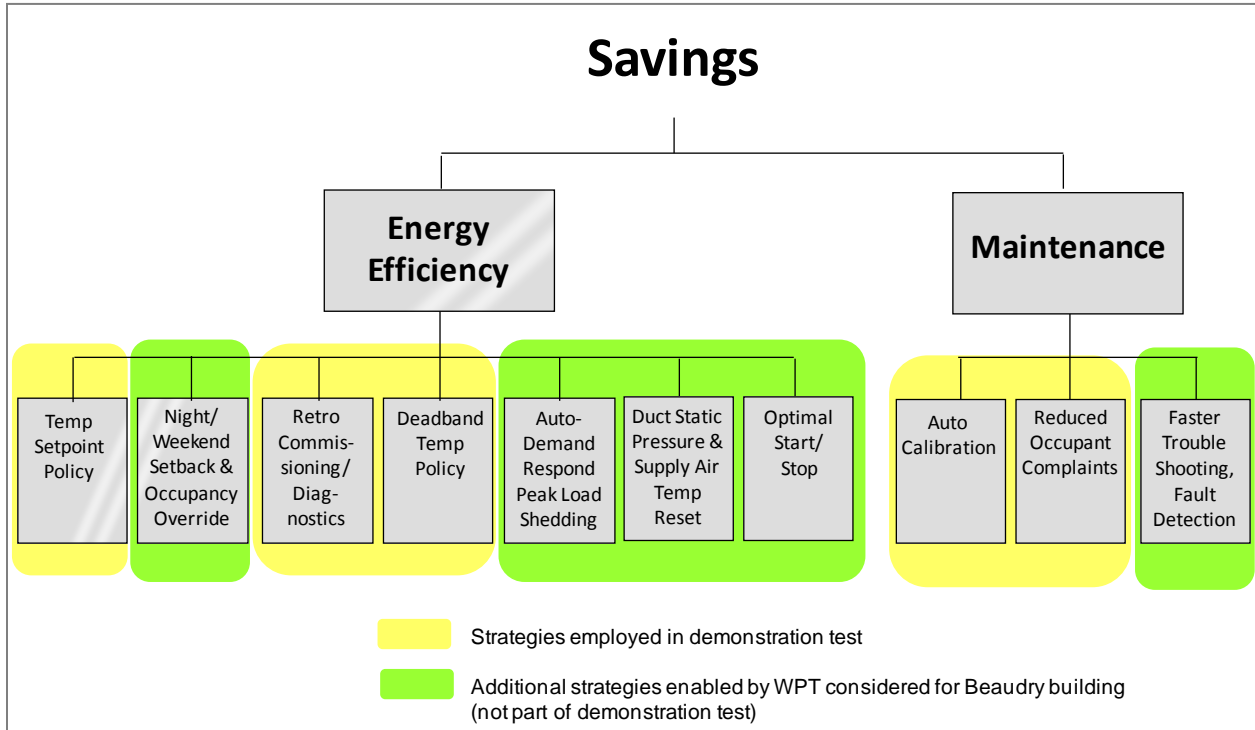 Savings
Energy
Efficiency
Maintenance
Temp
Setpoint
Policy
Night/
Weekend
Setback &
Occupancy
Override
Retro
Commis-
sioning/
Diag-
nostics
Deadband
Temp
Policy
Auto-
Demand
Respond
Peak Load
Shedding
Duct Static
Pressure &
Supply Air
Temp
Reset
Optimal
Start/
Stop
Auto
Calibration
Reduced
Occupant
Complaints
Faster
Trouble
Shooting,
Fault
Detection
Strategies employed in demonstration test
Additional strategies enabled by WPT considered for Beaudry building
(not part of demonstration test)